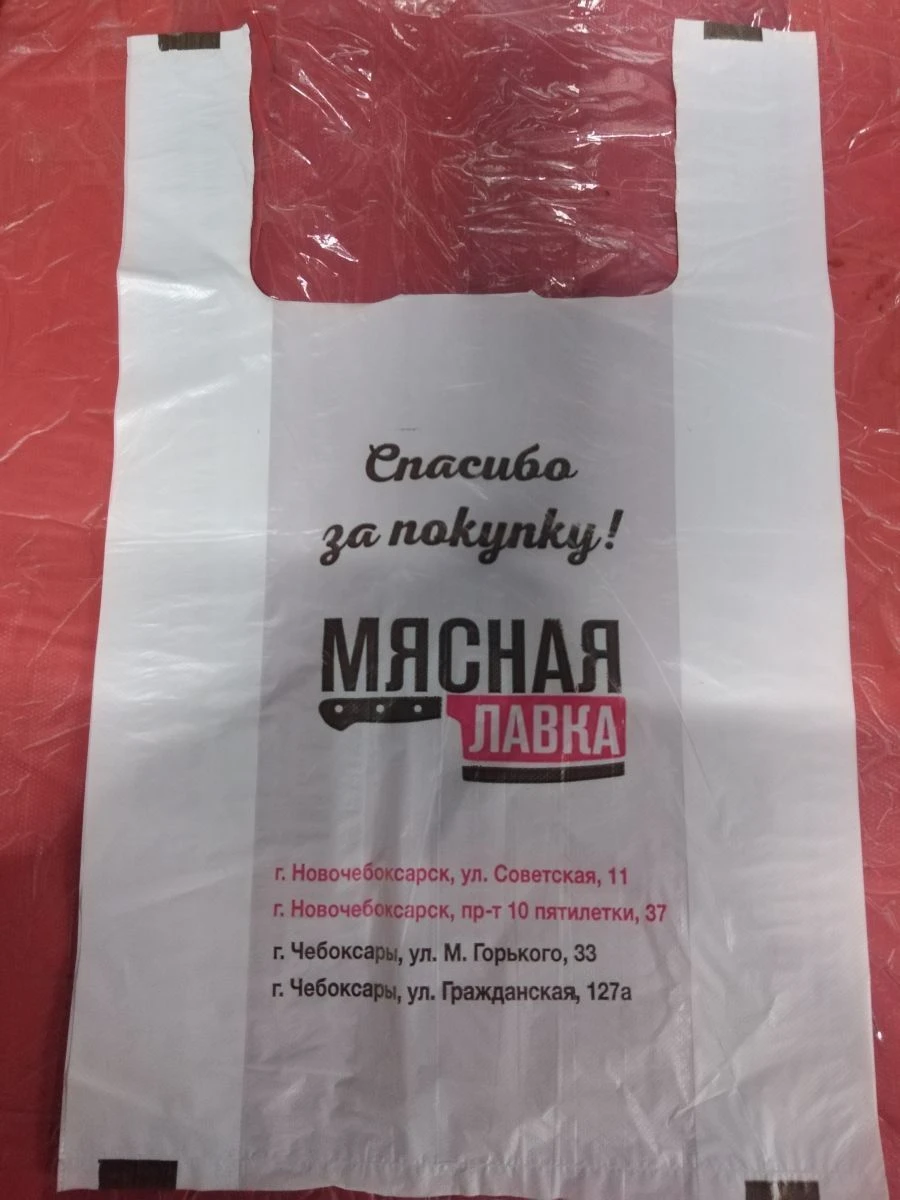 Спасибо
за покупку!
МЯСНАЯ
ЛАВКА
г. Новочебоксарск, ул. Советская, 11
г. Новочебоксарск, пр-т 10 пятилетки, 37
г. Чебоксары, ул. М. Горького, 33
г. Чебоксары, ул. Гражданская, 127а